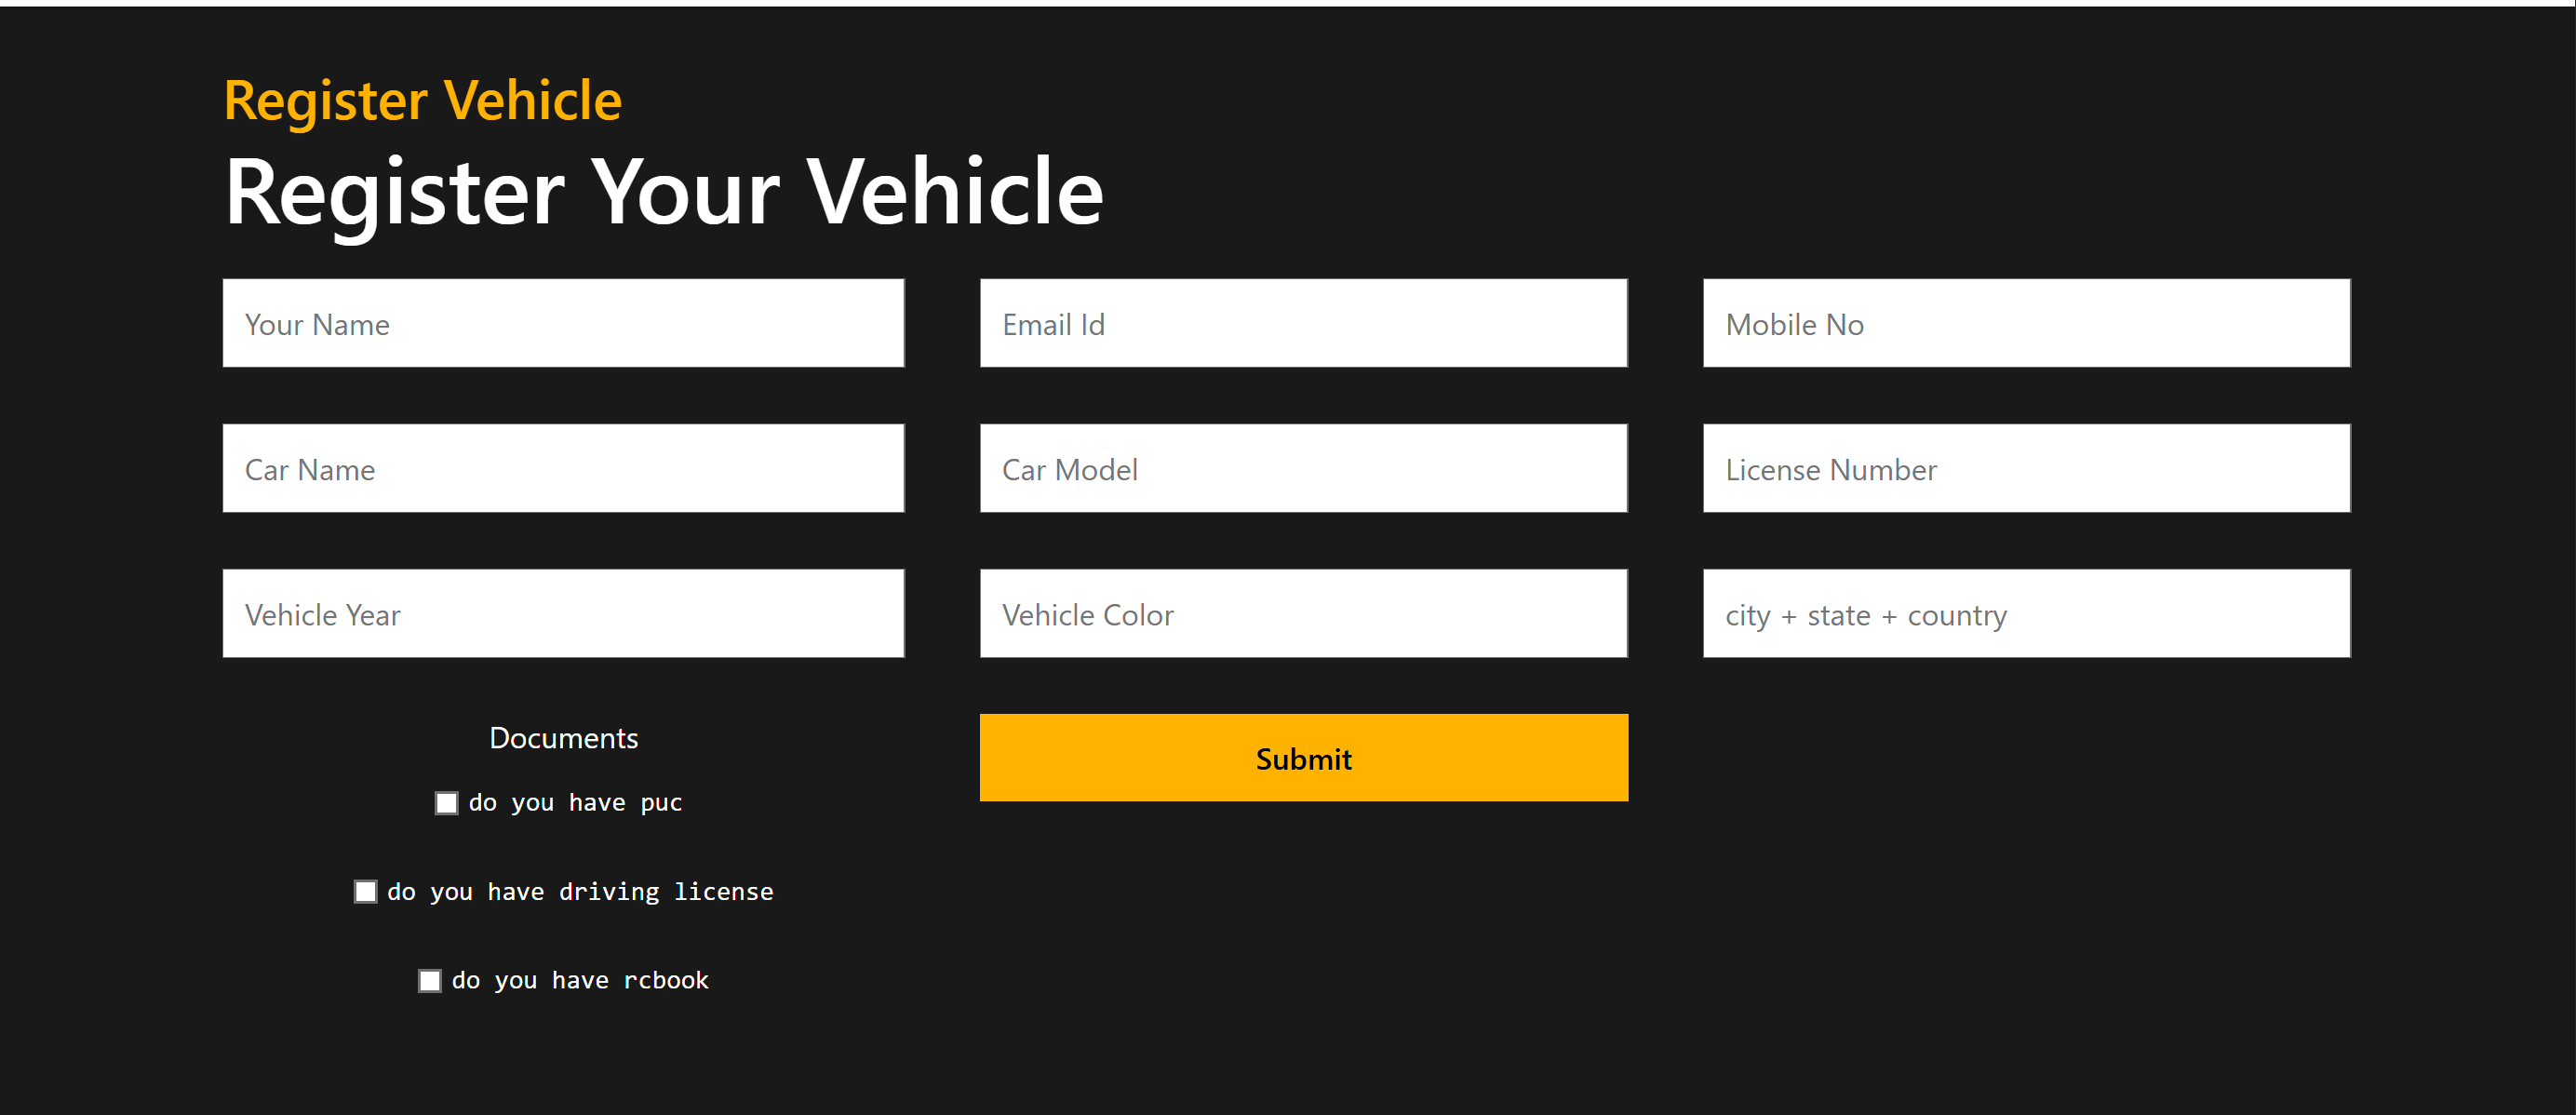 Register Vehicle
Register Your Vehicle
Your Name
Email Id
Mobile No
Car Name
Car Model
License Number
Vehicle Year
Vehicle Color
city + state + country
Documents
Submit
do you have puc
do you have driving license
do you have rcbook